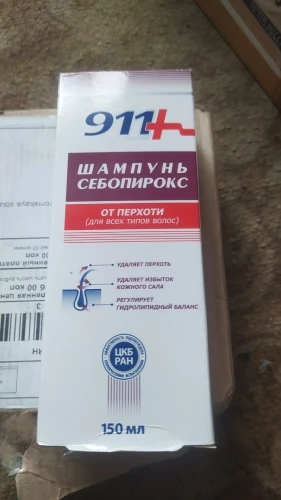 911+
ШАМПУНЬ
СЕБОПИРОКС
ОТ ПЕРХОТИ
(для всех типов волос)
УДАЛЯЕТ ПЕРХОТЬ
УДАЛЯЕТ ИЗБЫТОК
КОЖНОГО САЛА
РЕГУЛИРУЕТ
ГИДРОЛИПИДНЫЙ БАЛАНС
ЦКБ
РАН
150 мл